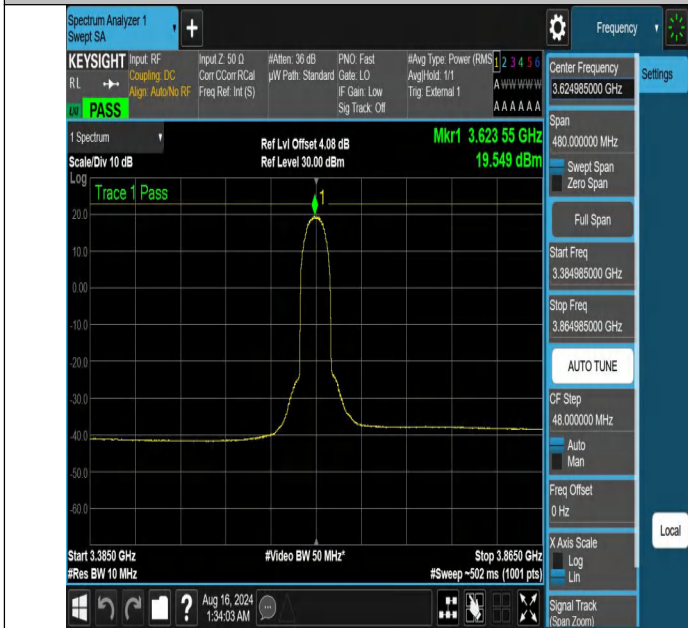 Spectrum Analyzer 1
Swept SA
Frequency
KEYSIGHT
RL
LXI
PASS
Input: RF
Coupling: DC
Align: Auto/No RF
Input Z: 50 Ω
Corr CCorr RCal
Freq Ref: Int (S)
#Atten: 36 dB
µW Path: Standard
PNO: Fast
Gate: LO
IF Gain: Low
Sig Track: Off
#Avg Type: Power (RMS
Avg|Hold: 1/1
Trig: External 1
1 2 3 4 5 6
A W W W W W
A A A A A A
Center Frequency
3.624985000 GHz
Settings
Span
480.000000 MHz
Swept Span
Zero Span
Full Span
Start Freq
3.384985000 GHz
Stop Freq
3.864985000 GHz
AUTO TUNE
CF Step
48.000000 MHz
Auto
Man
Freq Offset
0 Hz
X Axis Scale
Log
Lin
Local
Signal Track
(Span Zoom)
1 Spectrum
Scale/Div 10 dB
Log
Ref Lvl Offset 4.08 dB
Ref Level 30.00 dBm
Mkr1 3.623 55 GHz
19.549 dBm
Trace 1 Pass
1
20.0
10.0
0.00
-10.0
-20.0
-30.0
-40.0
-50.0
-60.0
Start 3.3850 GHz
#Res BW 10 MHz
#Video BW 50 MHz*
Stop 3.8650 GHz
#Sweep ~502 ms (1001 pts)
?
Aug 16, 2024
1:34:03 AM